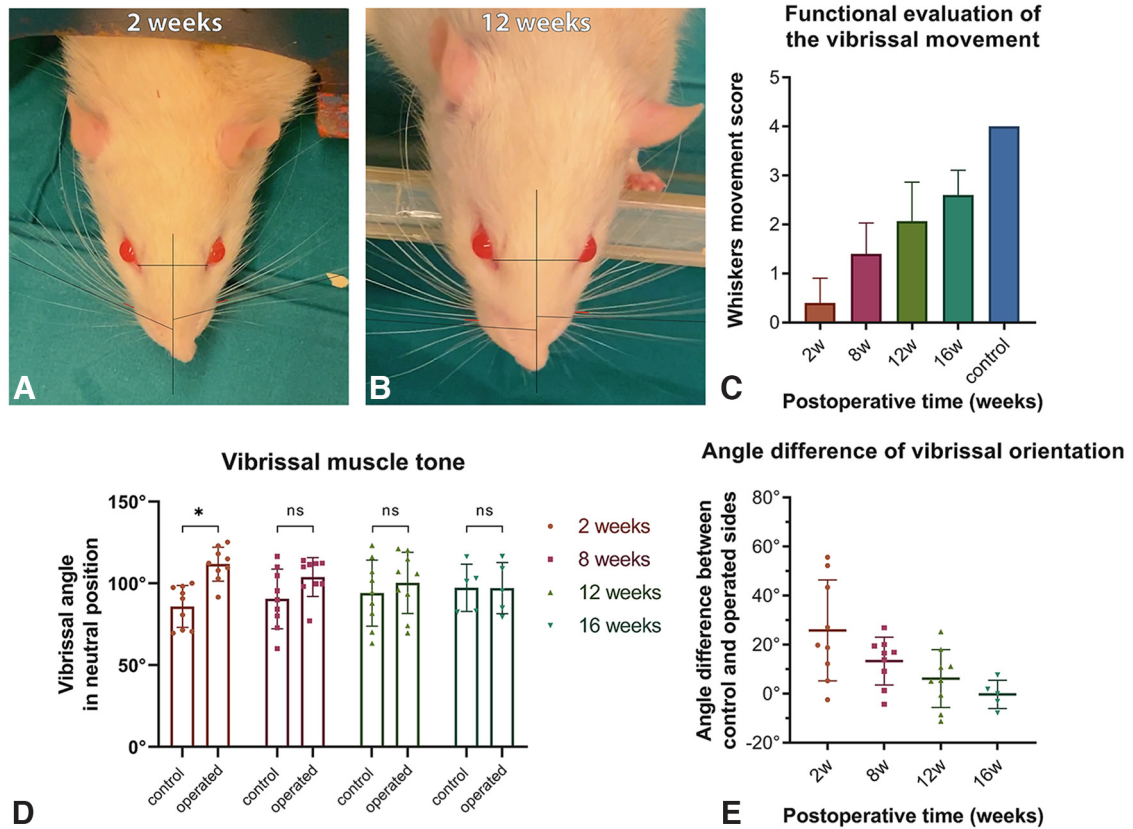 2 weeks
A
12 weeks
B
Functional evaluation of
the vibrissal movement
Whiskers movement score
5
4
3
2
1
0
2w
8w
12w
16w
control
Postoperative time (weeks)
C
Vibrissal muscle tone
Vibrissal angle
in neutral position
150°
100°
50°
0°
*
ns
ns
ns
control
operated
control
operated
control
operated
control
operated
2 weeks
8 weeks
12 weeks
16 weeks
D
Angle difference of vibrissal orientation
Angle difference between
control and operated sides
80°
60°
40°
20°
0°
-20°
2w
8w
12w
16w
Postoperative time (weeks)
E